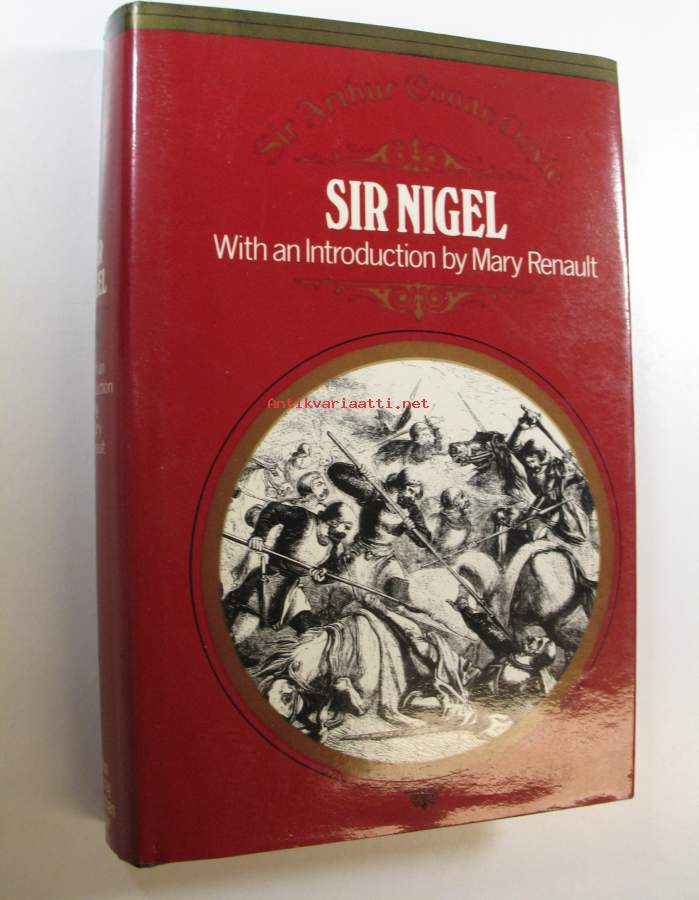 Sir Arthur Conan Doyle
SIR NIGEL
With an Introduction by Mary Renault
Antikvariaatti.net